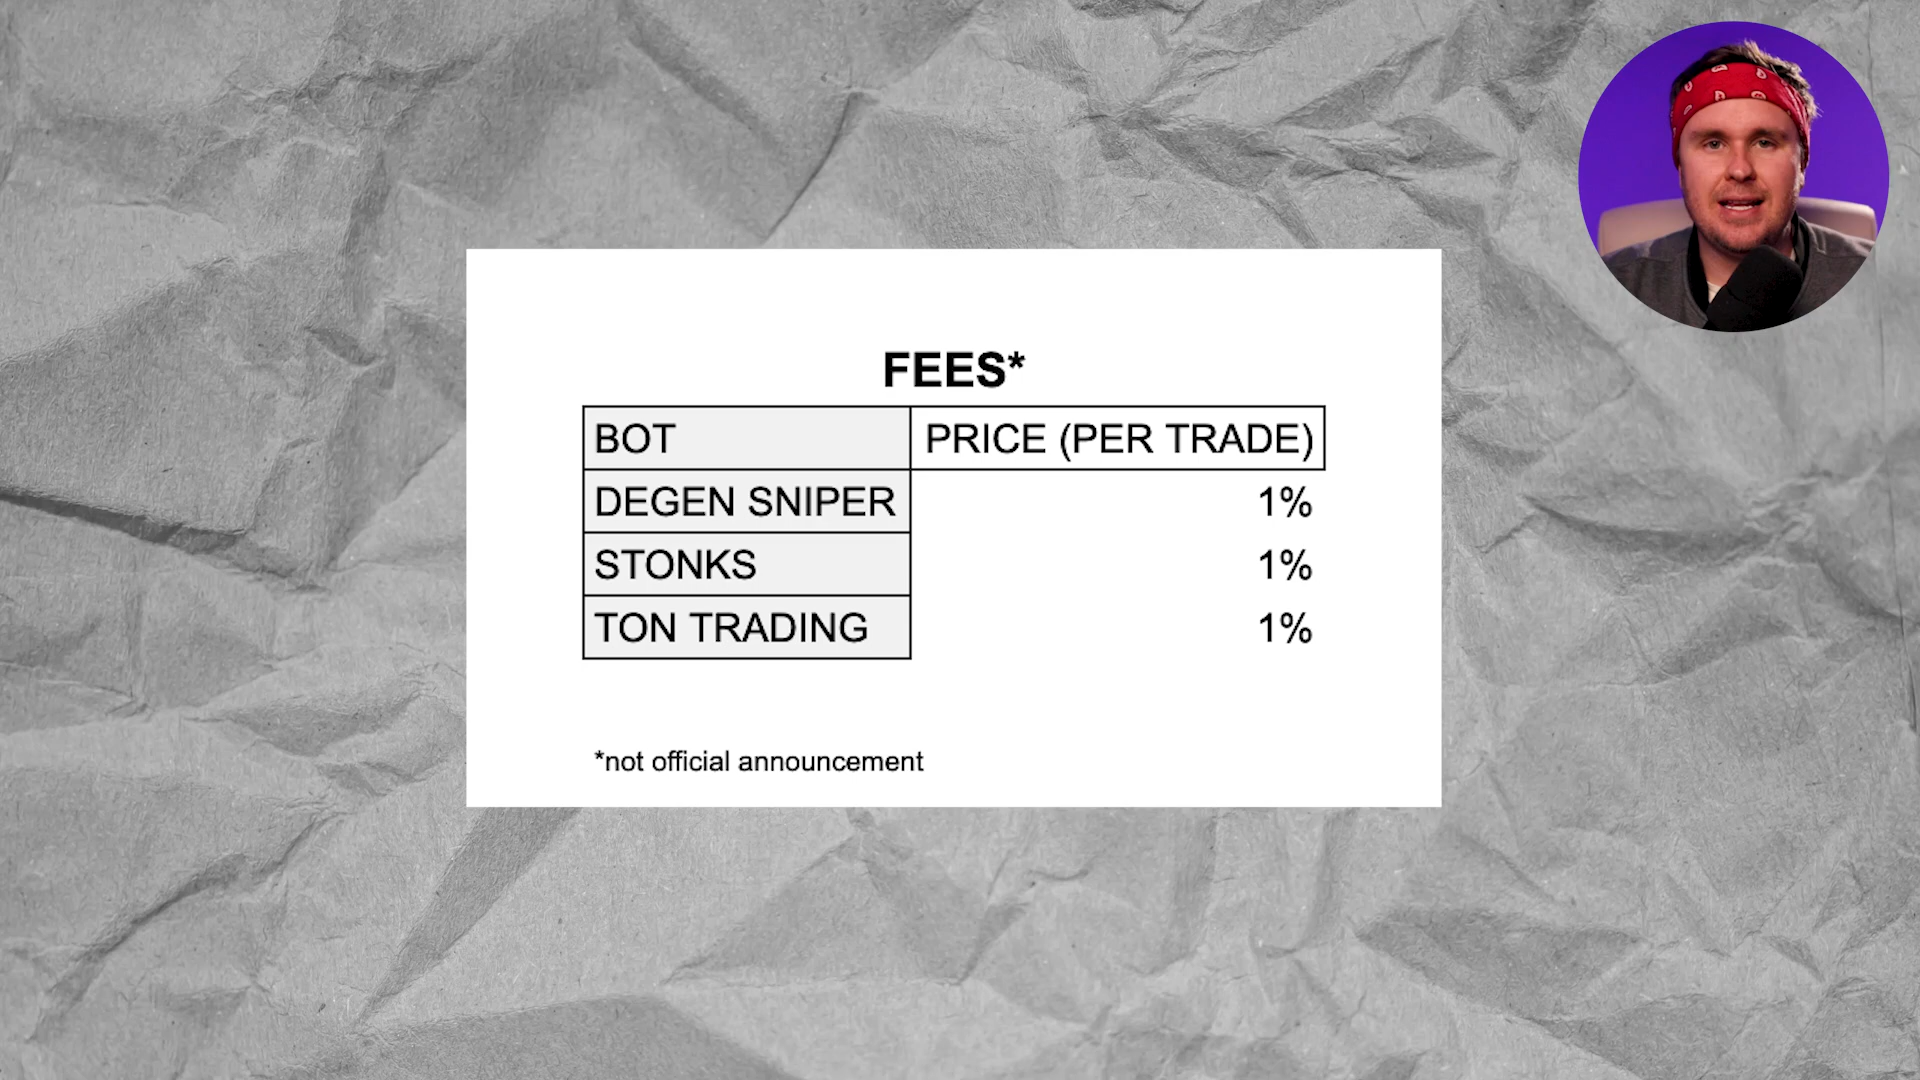 FEES*
BOT PRICE (PER TRADE)
DEGEN SNIPER 1%
STONKS 1%
TON TRADING 1%
*not official announcement